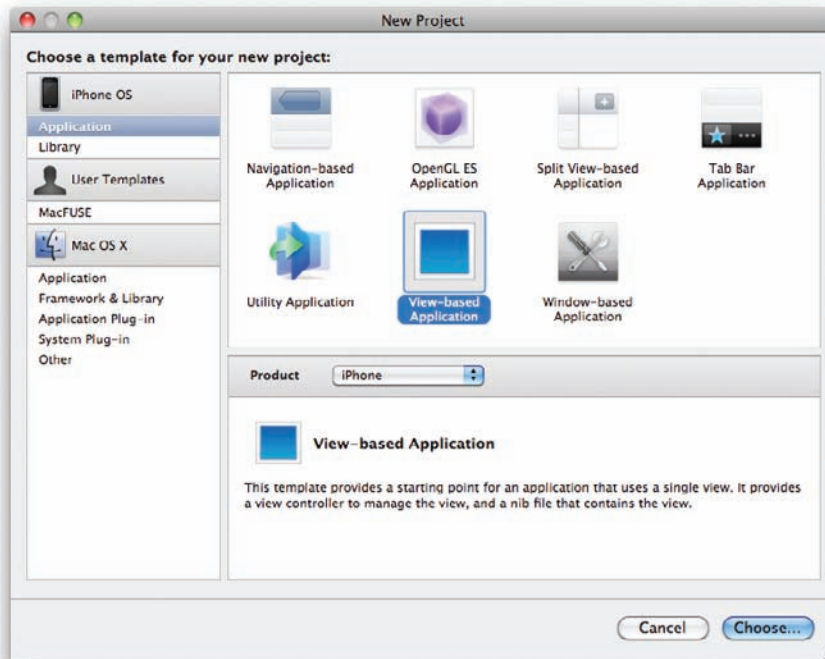 New Project
Choose a template for your new project:
iPhone OS
Application
Library
User Templates
MacFUSE
Mac OS X
Application
Framework & Library
Application Plug-in
System Plug-in
Other
Navigation-based
Application
OpenGL ES
Application
Split View-based
Application
Tab Bar
Application
Utility Application
View-based
Application
Window-based
Application
Product
iPhone
View-based Application
This template provides a starting point for an application that uses a single view. It provides
a view controller to manage the view, and a nib file that contains the view.
Cancel
Choose...